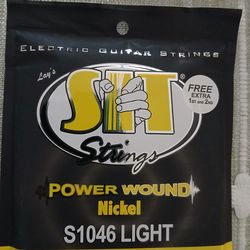 ELECTRIC GUITAR STRINGS
Lay's
SIT®
Strings
FREE
EXTRA
1ST AND 2ND
POWER WOUND
Nickel
S1046 LIGHT